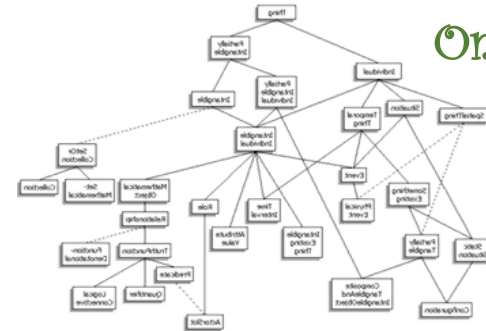 On
Thing
Partially
Intangible
Individual
Intangible
Partially
Intangible
Individual
Temporal
Thing
Situation
SpatialThing
Intangible
Individual
SetOr
Collection
Collection
Set-
Mathematical
Mathematical
Object
Event
Something
Existing
Role
Time
Interval
Physical
Event
Relationship
Attribute
Value
Intangible
Existing
Thing
Partially
Tangible
Static
Situation
Function-
Denotational
TruthFunction
Predicate
Composite
TangibleAnd
IntangibleObject
Configuration
Logical
Connective
Quantifier
ActorSlot